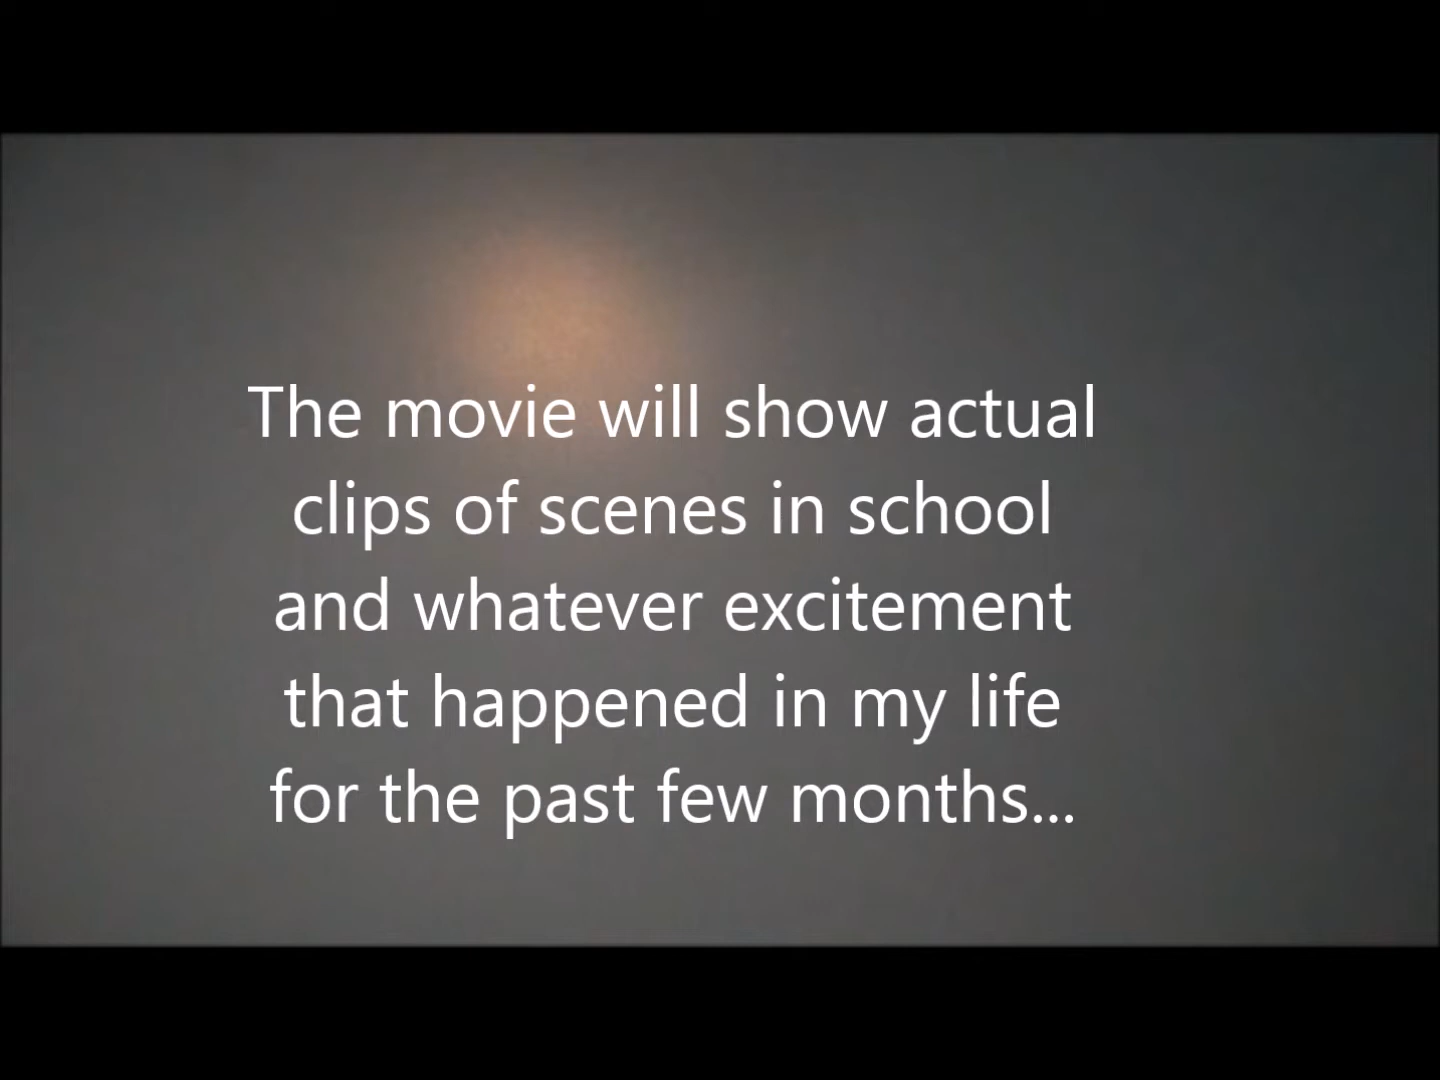 The movie will show actual
clips of scenes in school
and whatever excitement
that happened in my life
for the past few months...